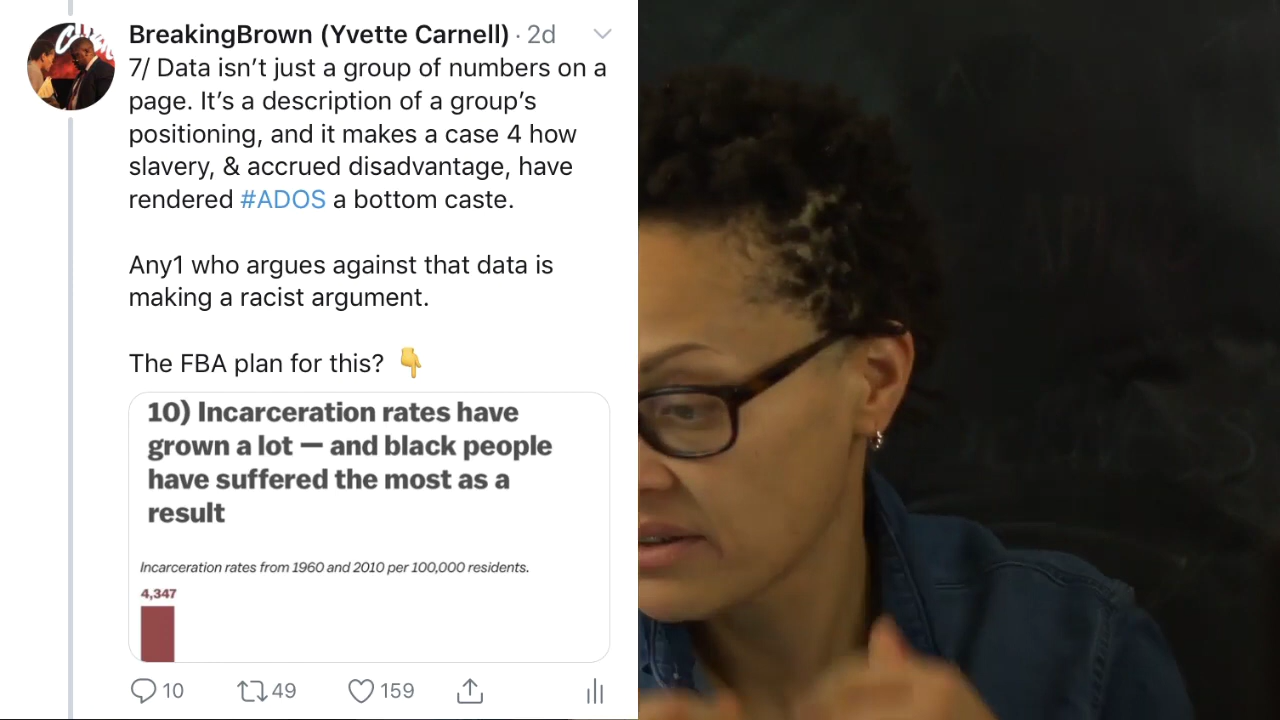 BreakingBrown (Yvette Carnell) · 2d
7/ Data isn’t just a group of numbers on a
page. It’s a description of a group’s
positioning, and it makes a case 4 how
slavery, & accrued disadvantage, have
rendered #ADOS a bottom caste.
Any1 who argues against that data is
making a racist argument.
The FBA plan for this? 👇
10) Incarceration rates have
grown a lot — and black people
have suffered the most as a
result
Incarceration rates from 1960 and 2010 per 100,000 residents.
4,347
10 49 159